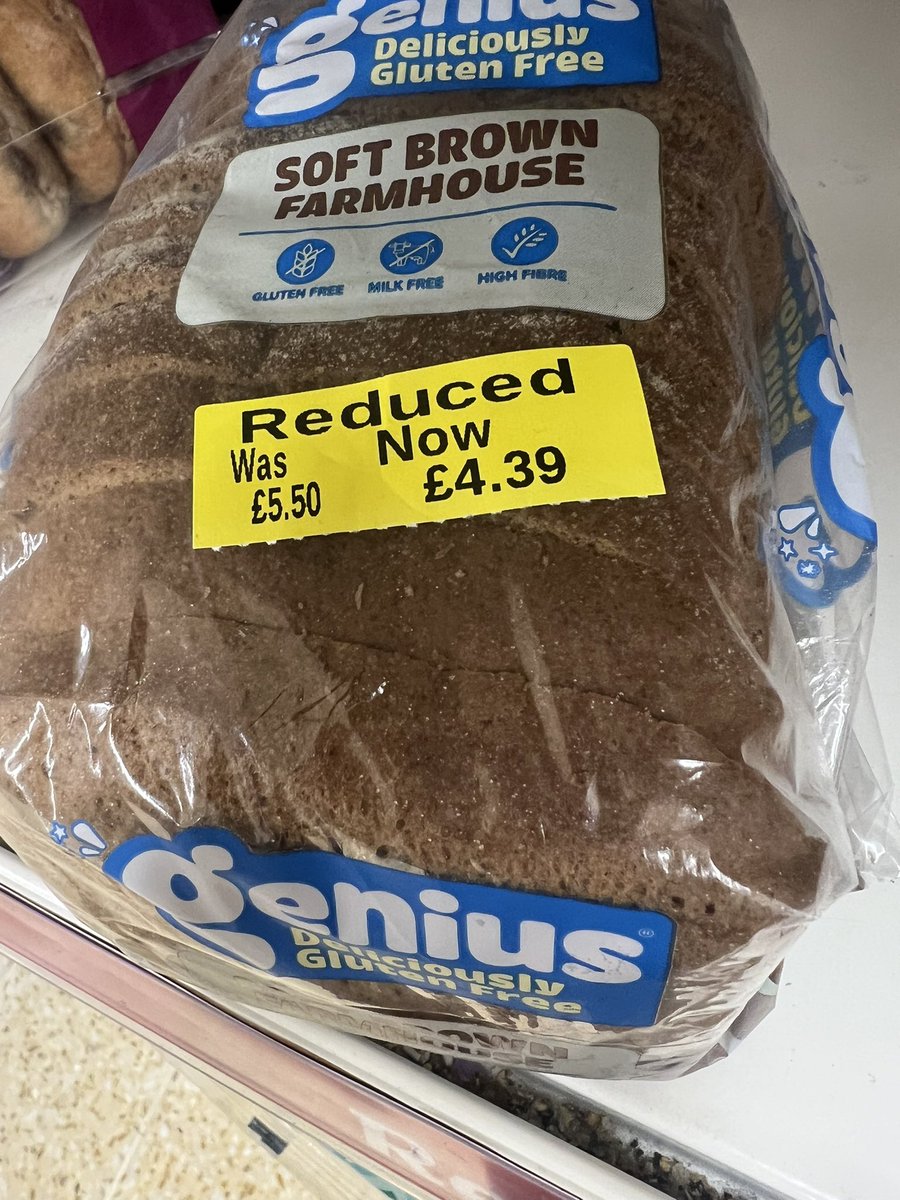 genius
Deliciously
Gluten Free
SOFT BROWN
FARMHOUSE
GLUTEN FREE
MILK FREE
HIGH FIBRE
Reduced
Was
Now
£5.50
£4.39
genius
Deliciously
Gluten Free